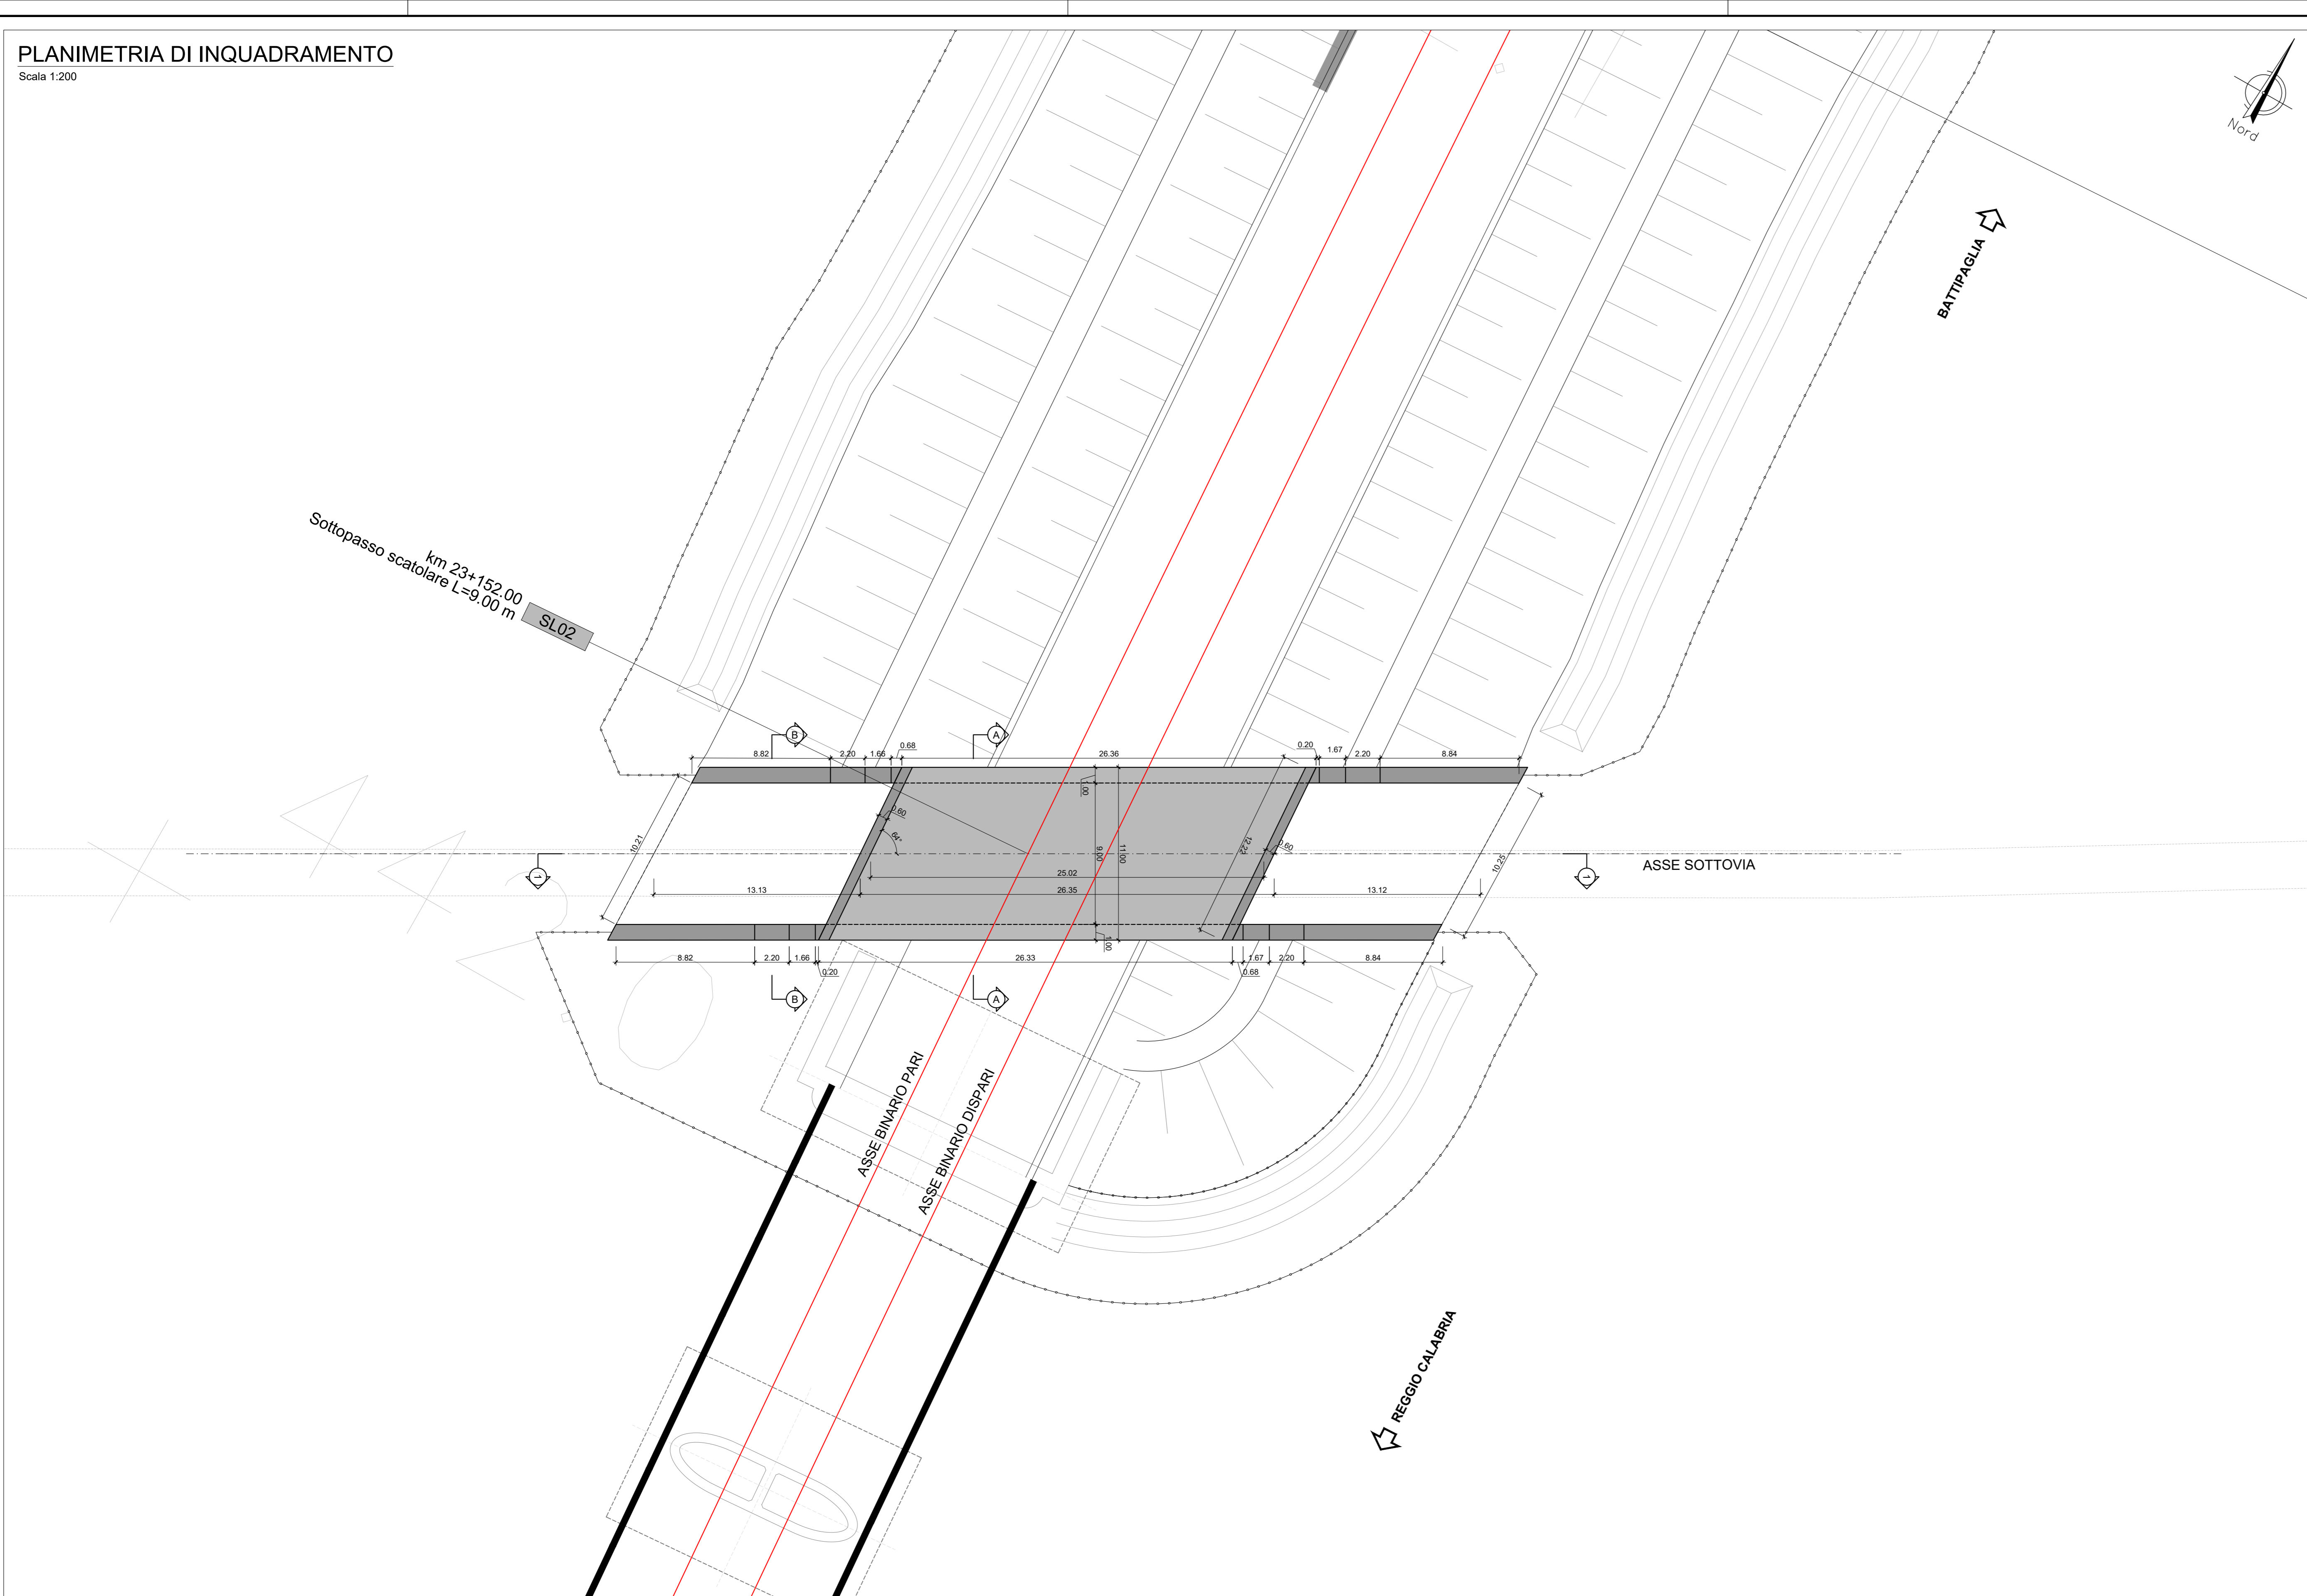 PLANIMETRIA DI INQUADRAMENTO
Scala 1:200
Nord
BATTIPAGLIA
km 23+152.00
Sottopasso scatolare L=9.00 m
SL02
B
A
8.82
2.20
1.66
0.68
26.36
0.20
1.67
2.20
8.84
1.00
0.60
64°
10.21
9.00
11.00
12.22
0.60
10.25
1
1
ASSE SOTTOVIA
25.02
13.13
26.35
13.12
1.00
8.82
2.20
1.66
0.20
26.33
0.68
1.67
2.20
8.84
B
A
ASSE BINARIO PARI
ASSE BINARIO DISPARI
REGGIO CALABRIA